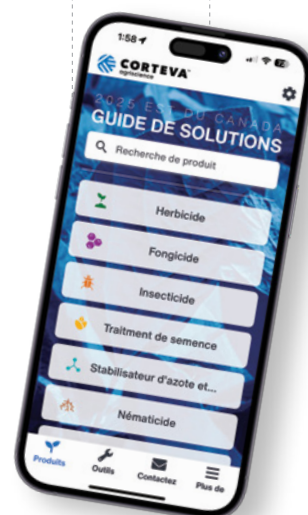 1:58
CORTEVA
agriscience
2025 EST DU CANADA
GUIDE DE SOLUTIONS
Recherche de produit
Herbicide
Fongicide
Insecticide
Traitement de semence
Stabilisateur d'azote et...
Nématicide
Produits
Outils
Contactez
Plus de